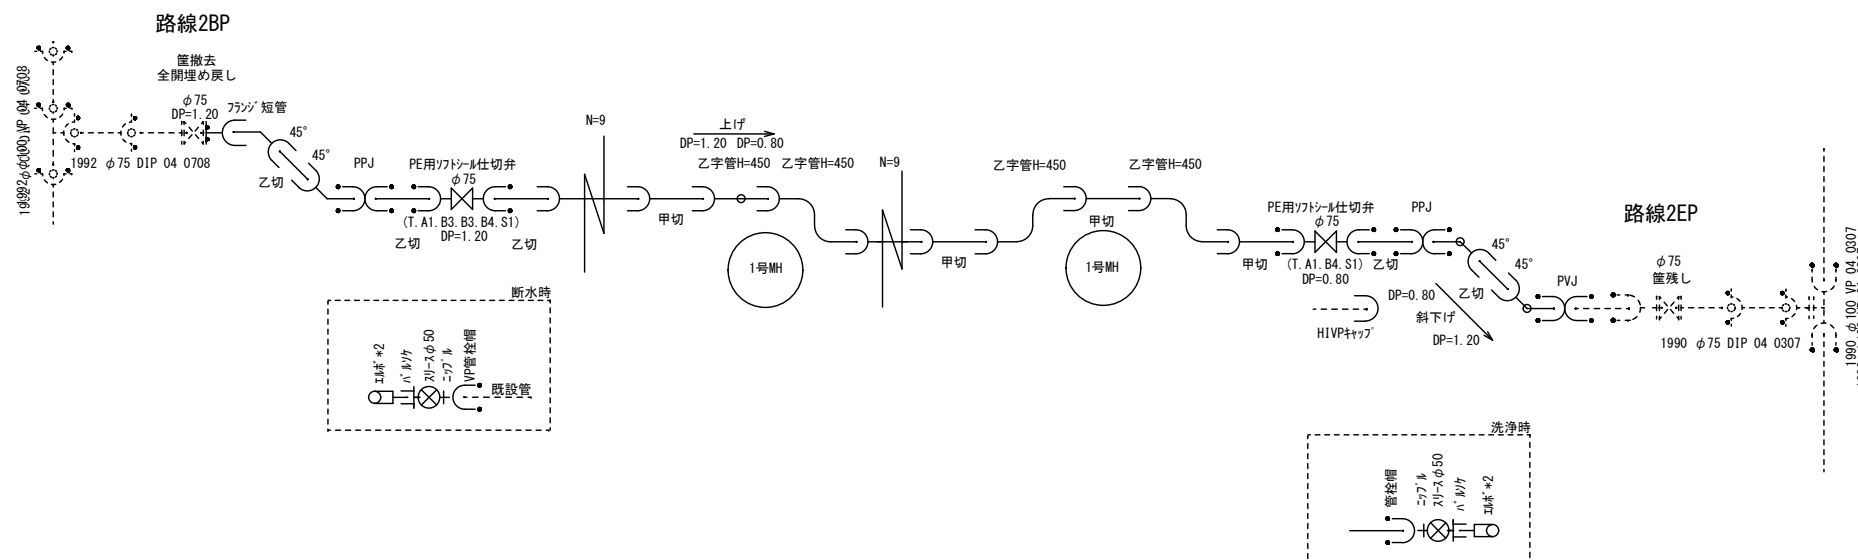 路線2BP
筐撤去
全開埋め戻し
φ75
DP=1.20
フランジ短管
1992 φ75 DIP 04 0708
45°
45°
乙切
PPJ
PE用ソフトシール仕切弁
φ75
(T.A1.B3.B3.B4.S1)
DP=1.20
乙切
乙切
N=9
甲切
上げ
DP=1.20 DP=0.80
乙字管H=450
乙字管H=450
1号MH
N=9
甲切
乙字管H=450
乙字管H=450
甲切
1号MH
甲切
PE用ソフトシール仕切弁
φ75
(T.A1.B4.S1)
DP=0.80
PPJ
乙切
45°
45°
乙切
DP=0.80
斜下げ
DP=1.20
HIVPキャップ
PVJ
路線2EP
φ75
筐残し
1990 φ75 DIP 04 0307
1990 φ100 VP 04 0307
断水時
エルボ*2
バルソケ
スリースφ50
ニップル
VP管栓帽
既設管
洗浄時
管栓帽
ニップル
スリースφ50
バルソケ
エルボ*2